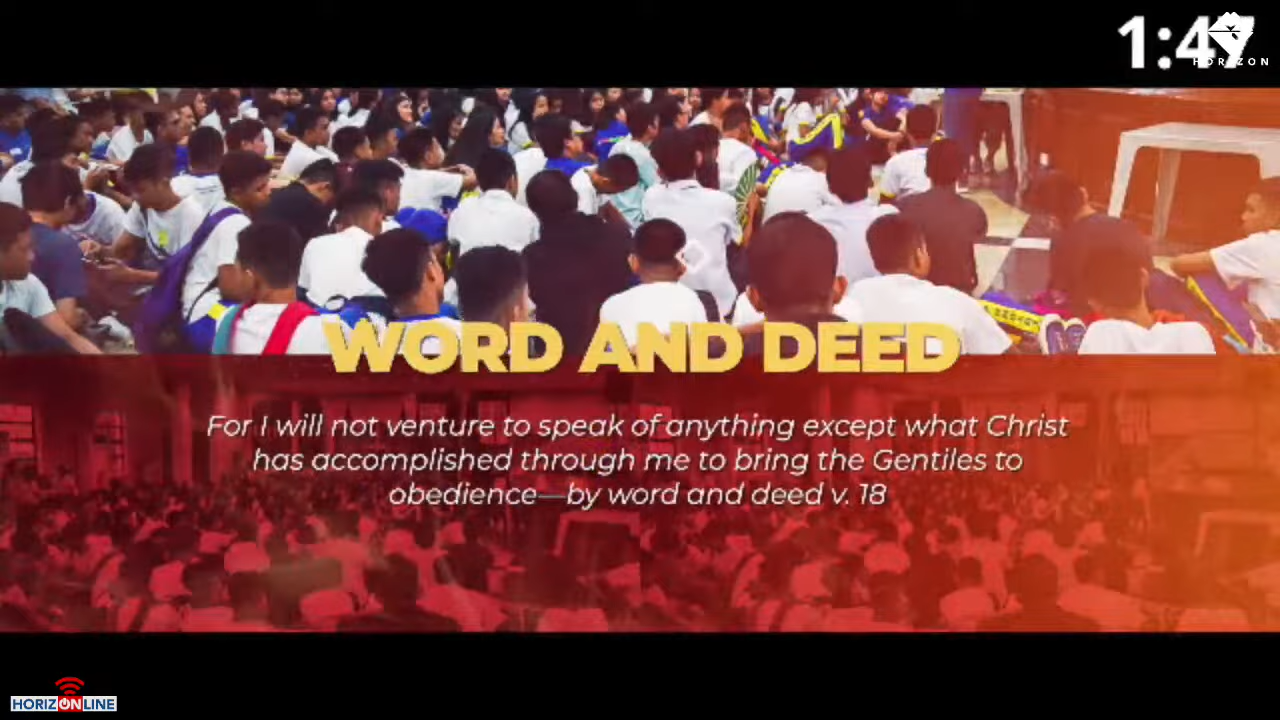 1:47
HORIZON
WORD AND DEED
For I will not venture to speak of anything except what Christ
has accomplished through me to bring the Gentiles to
obedience—by word and deed v. 18
HORIZONLINE